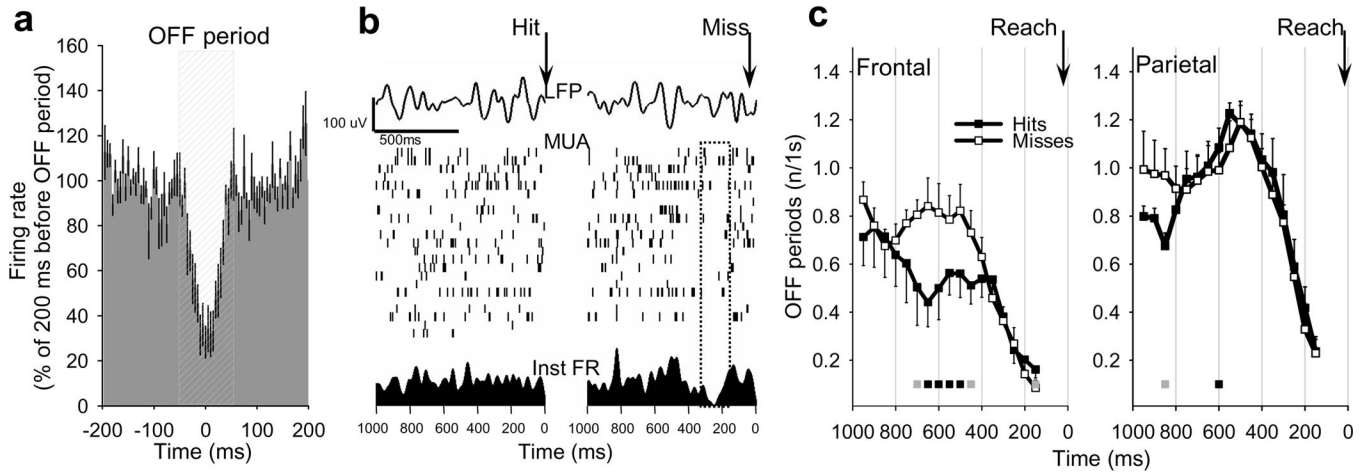 a
OFF period
Firing rate
(% of 200 ms before OFF period)
160
140
120
100
80
60
40
20
0
-200 -100 0 100 200
Time (ms)
b
Hit
Miss
LFP
100 uV
500ms
MUA
Inst FR
1000 800 600 400 200 0
1000 800 600 400 200 0
Time (ms)
c
Reach
Frontal
Hits
Misses
OFF periods (n/1s)
1.4
1.2
1.0
0.8
0.6
0.4
0.2
1000 800 600 400 200 0
Time (ms)
Reach
Parietal
1.4
1.2
1.0
0.8
0.6
0.4
0.2
1000 800 600 400 200 0
Time (ms)